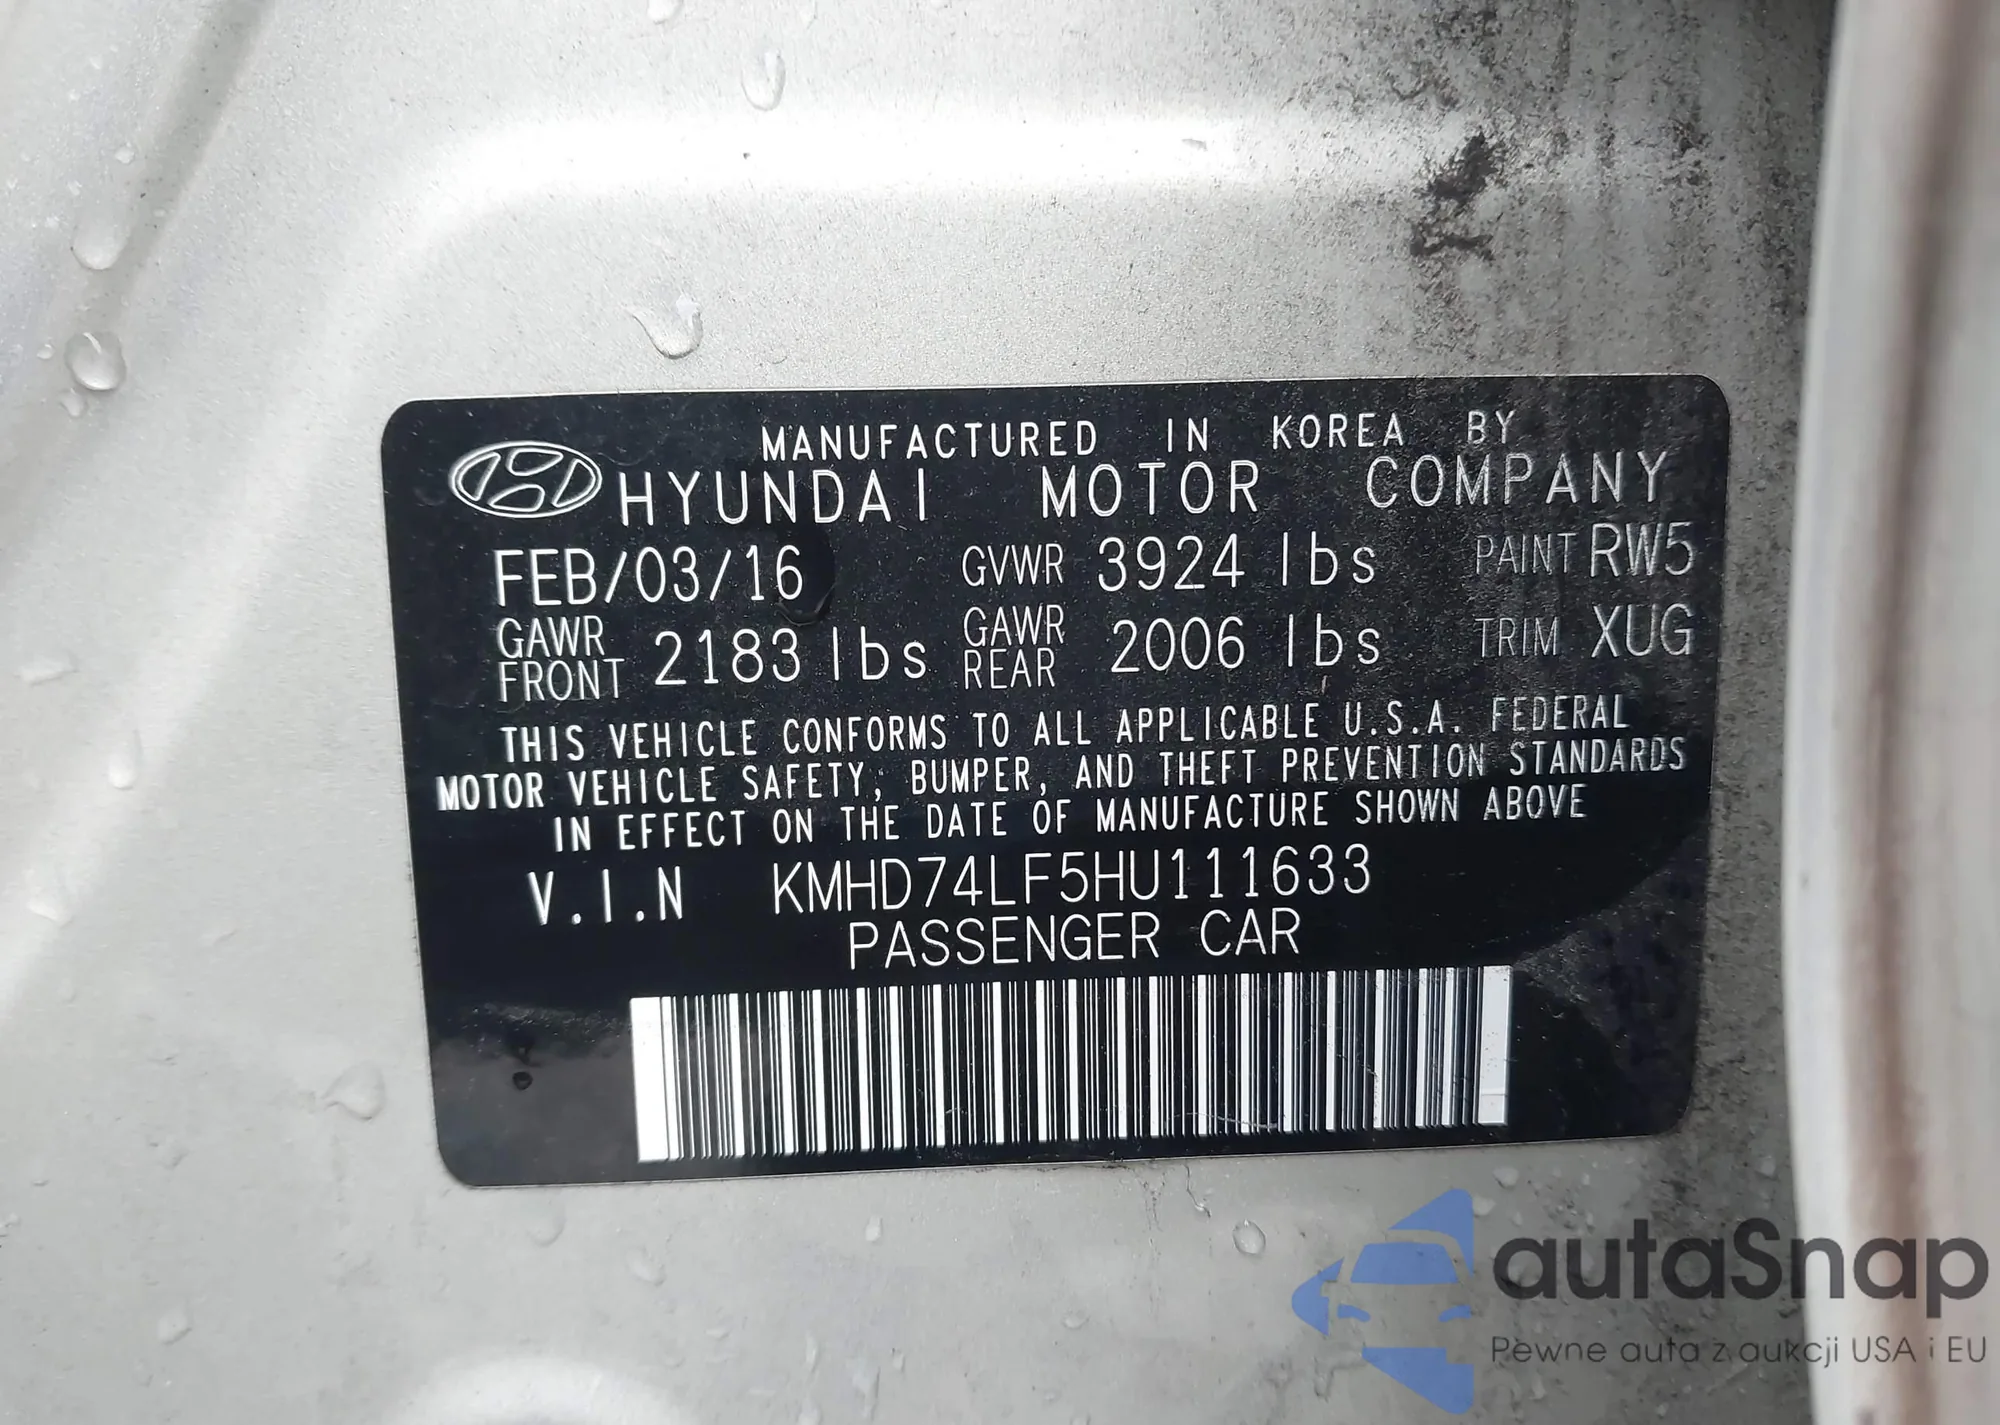 MANUFACTURED IN KOREA BY
HYUNDAI MOTOR COMPANY
FEB/03/16 GVWR 3924 lbs PAINT RW5
GAWR FRONT 2183 lbs GAWR REAR 2006 lbs TRIM XUG
THIS VEHICLE CONFORMS TO ALL APPLICABLE U.S.A. FEDERAL
MOTOR VEHICLE SAFETY, BUMPER, AND THEFT PREVENTION STANDARDS
IN EFFECT ON THE DATE OF MANUFACTURE SHOWN ABOVE
V.I.N KMHD74LF5HU111633
PASSENGER CAR
autaSnap
Pewne auta z aukcji USA i EU